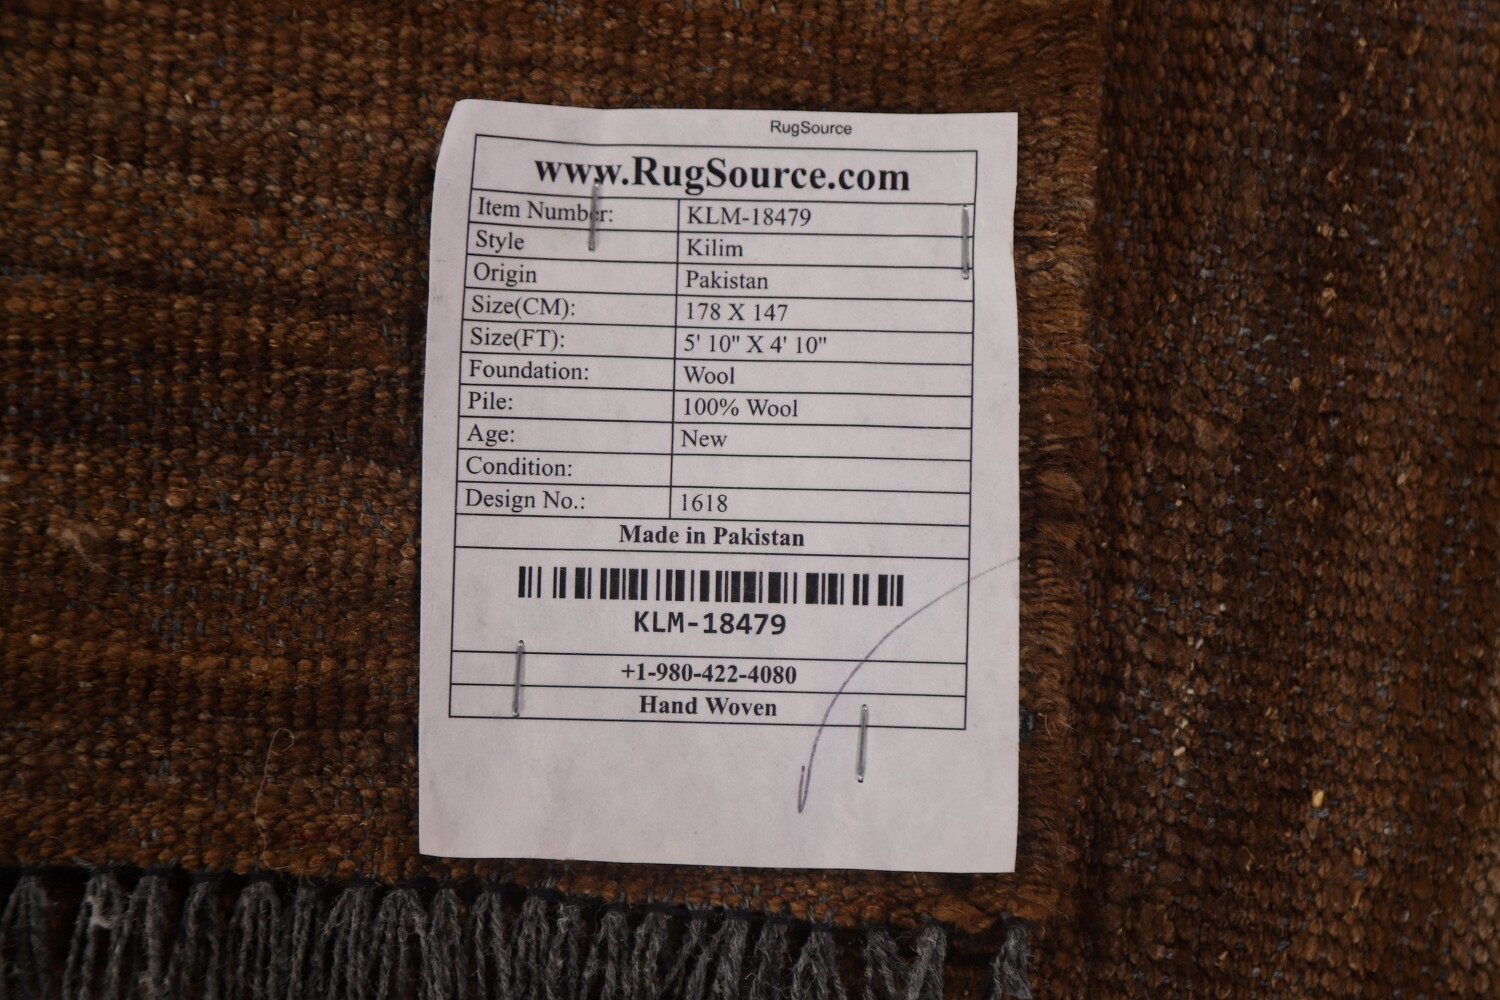 RugSource
www.RugSource.com
Item Number: KLM-18479
Style Kilim
Origin Pakistan
Size(CM): 178 X 147
Size(FT): 5' 10" X 4' 10"
Foundation: Wool
Pile: 100% Wool
Age: New
Condition:
Design No.: 1618
Made in Pakistan
KLM-18479
+1-980-422-4080
Hand Woven